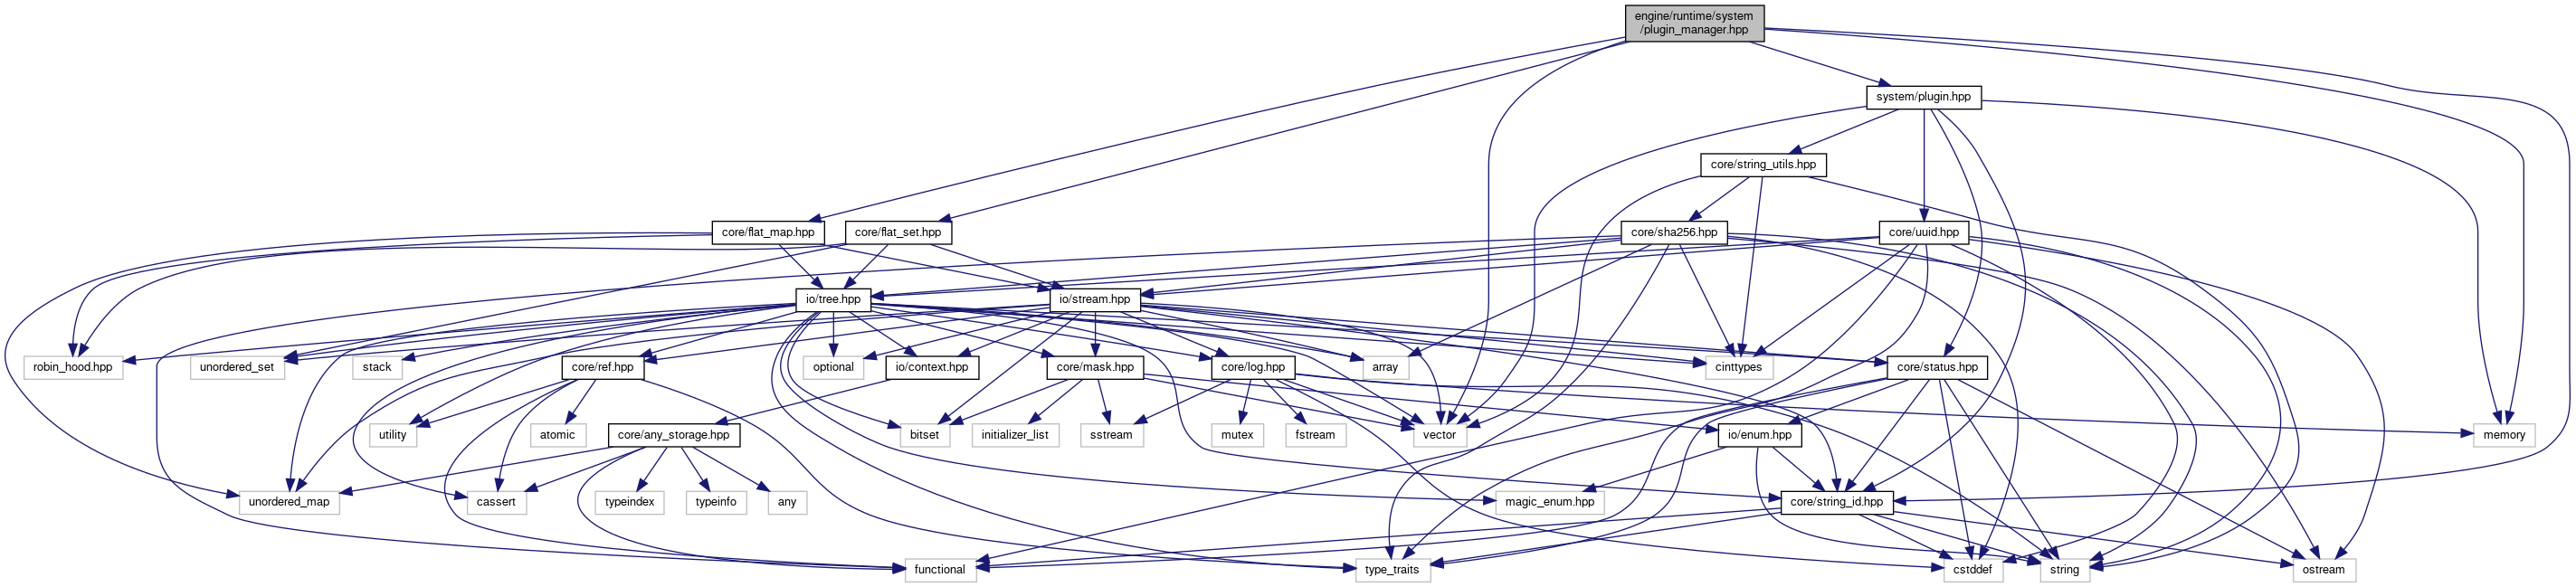 engine/runtime/system
/plugin_manager.hpp
system/plugin.hpp
core/string_utils.hpp
core/flat_map.hpp
core/flat_set.hpp
core/sha256.hpp
core/uuid.hpp
io/tree.hpp
io/stream.hpp
robin_hood.hpp
unordered_set
stack
core/ref.hpp
optional
io/context.hpp
core/mask.hpp
core/log.hpp
array
cinttypes
core/status.hpp
utility
atomic
core/any_storage.hpp
bitset
initializer_list
sstream
mutex
fstream
vector
io/enum.hpp
memory
unordered_map
cassert
typeindex
typeinfo
any
magic_enum.hpp
core/string_id.hpp
functional
type_traits
cstddef
string
ostream